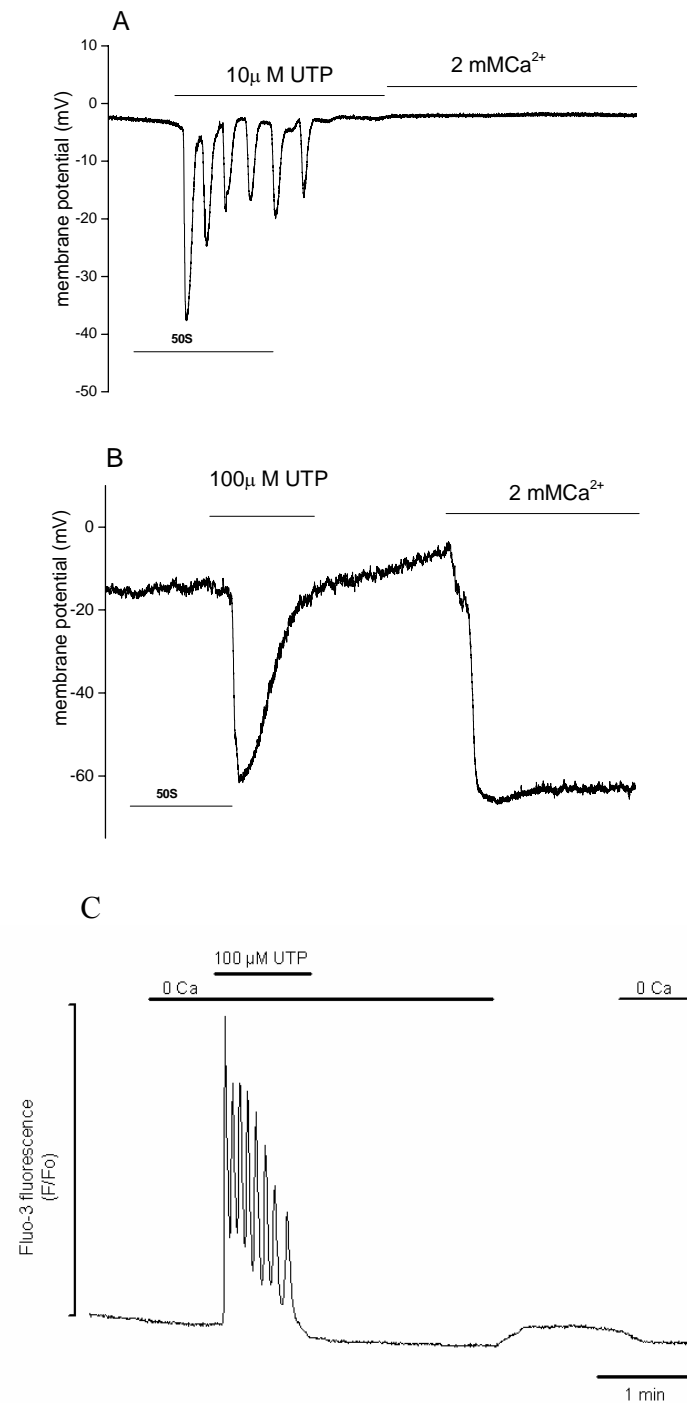 A
10
10μ M UTP
2 mMCa2+
0
-10
-20
-30
-40
-50
membrane potential (mV)
50S
B
100μ M UTP
2 mMCa2+
0
-20
-40
-60
membrane potential (mV)
50S
C
100 µM UTP
0 Ca
0 Ca
Fluo-3 fluorescence
(F/Fo)
1 min